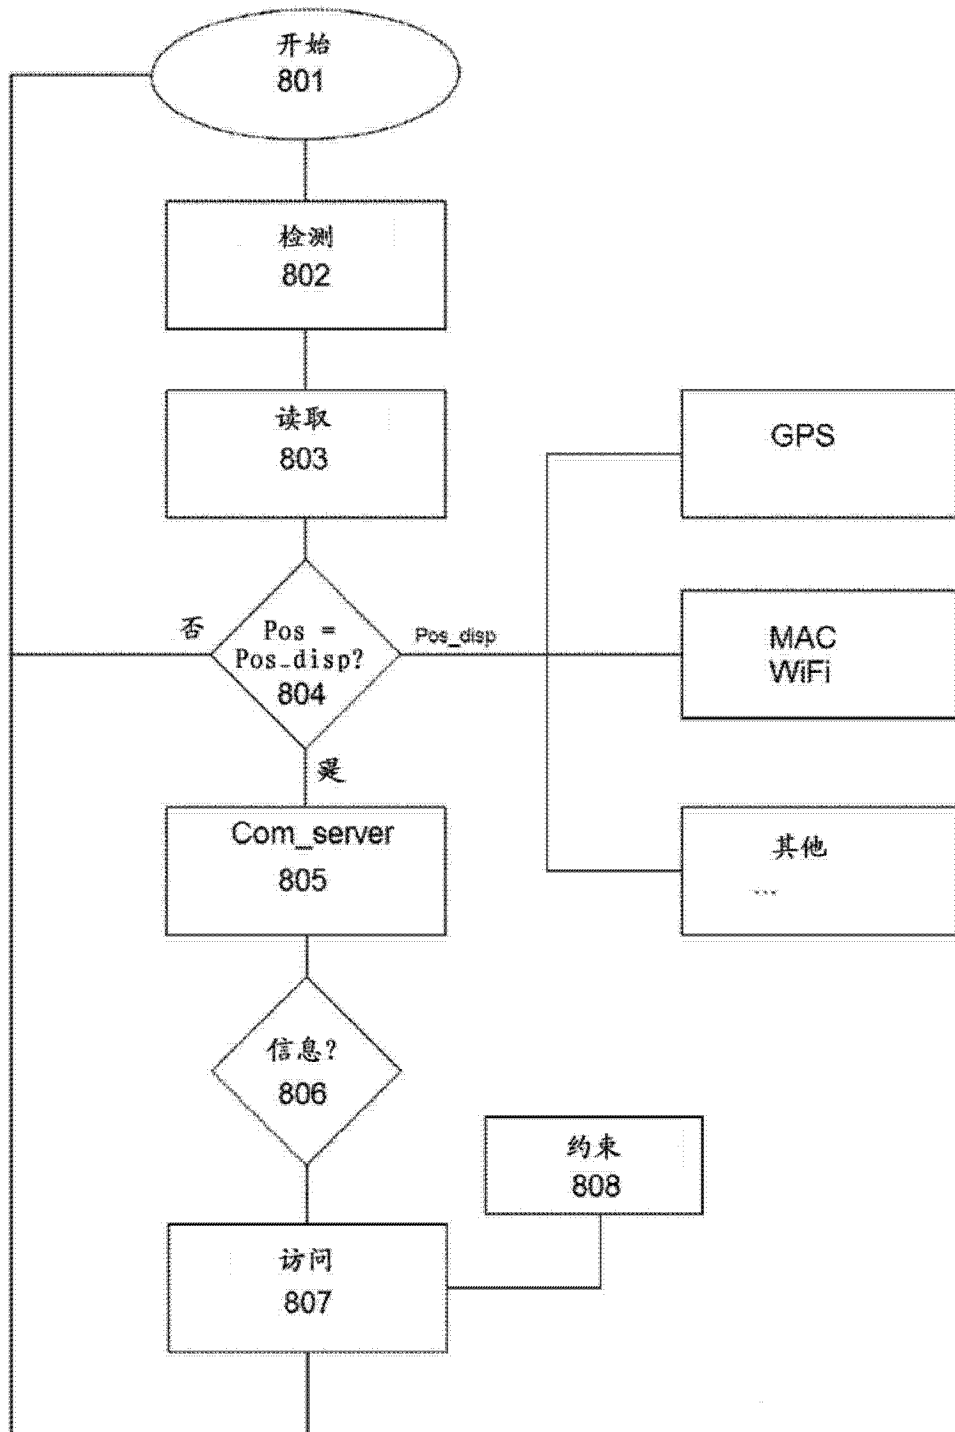 开始
801
检测
802
读取
803
GPS
否
Pos =
Pos_disp?
804
Pos_disp
MAC
WiFi
是
Com_server
805
其他
...
信息?
806
约束
808
访问
807